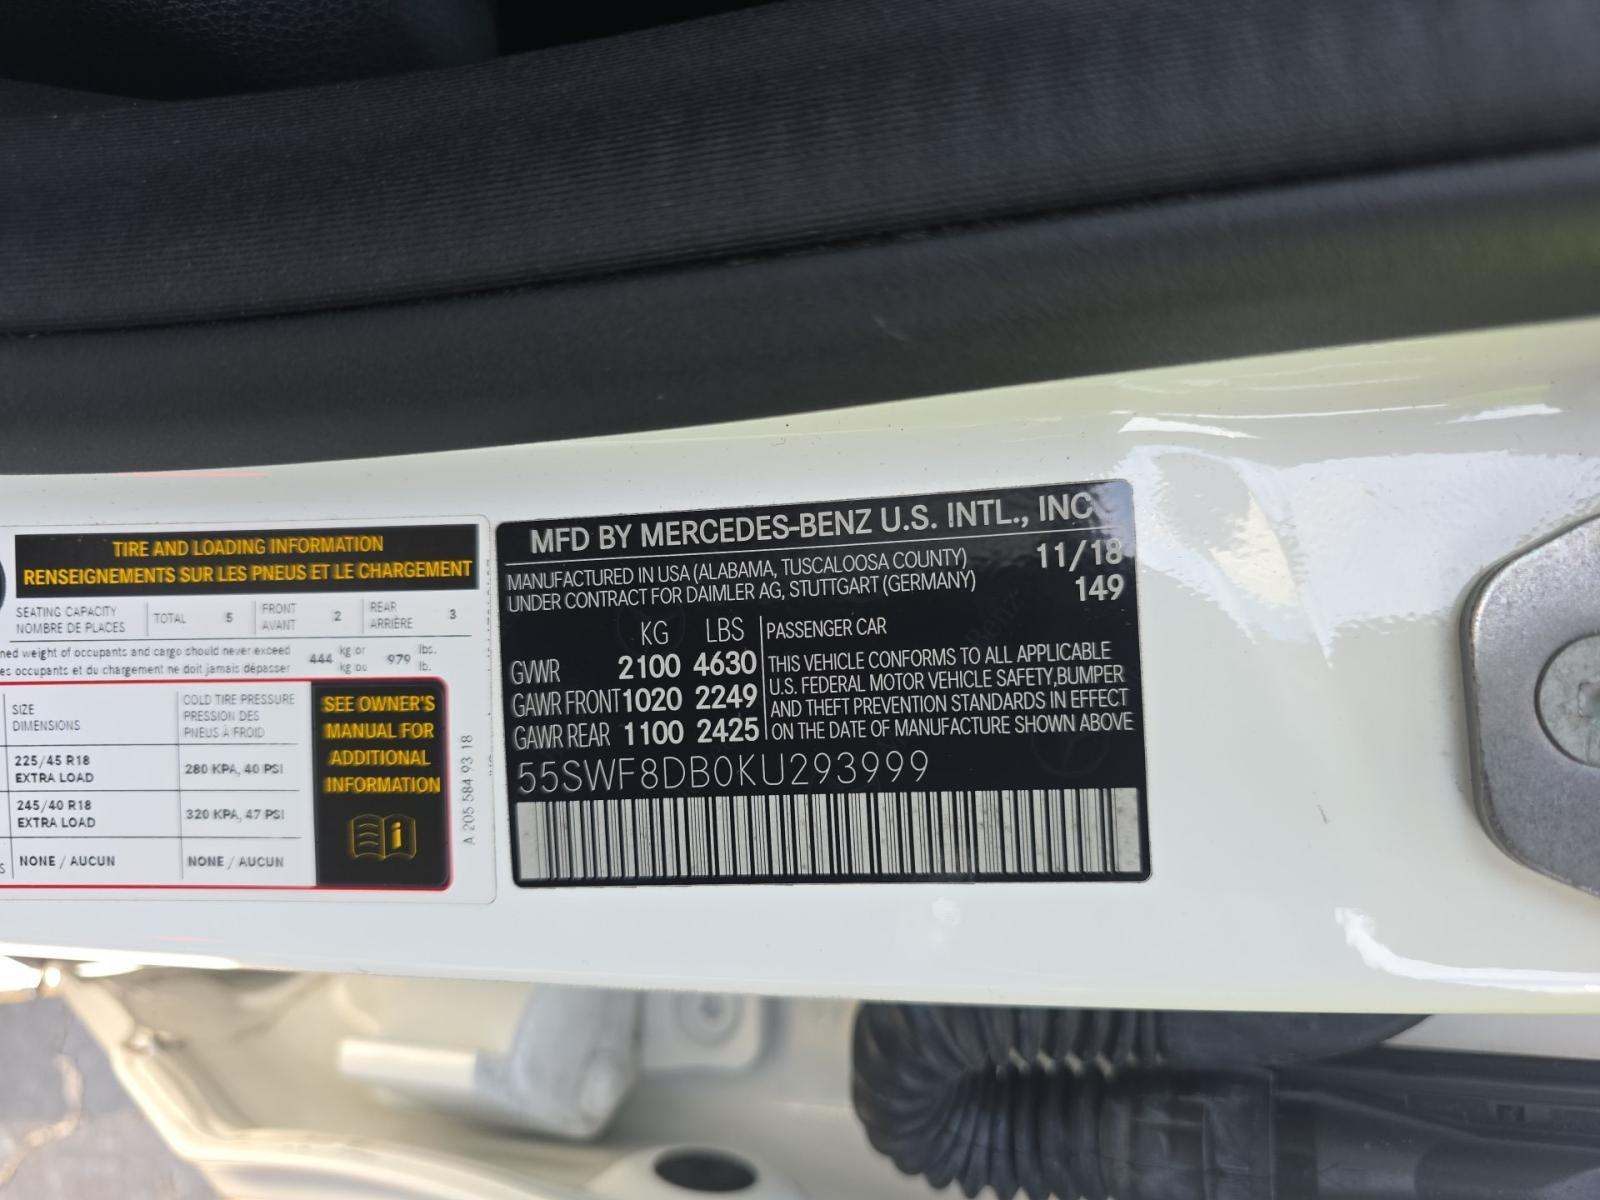 TIRE AND LOADING INFORMATION
RENSEIGNEMENTS SUR LES PNEUS ET LE CHARGEMENT
SEATING CAPACITY
NOMBRE DE PLACES
TOTAL 5
FRONT
AVANT
2
REAR
ARRIÈRE
3
weight of occupants and cargo should never exceed 444 kg or 979 lbs.
occupants et du chargement ne doit jamais dépasser kg ou lb.
SIZE
DIMENSIONS
COLD TIRE PRESSURE
PRESSION DES
PNEUS À FROID
225/45 R18
EXTRA LOAD
280 KPA, 40 PSI
245/40 R18
EXTRA LOAD
320 KPA, 47 PSI
NONE / AUCUN
NONE / AUCUN
SEE OWNER'S
MANUAL FOR
ADDITIONAL
INFORMATION
A 205 584 93 18
MFD BY MERCEDES-BENZ U.S. INTL., INC
MANUFACTURED IN USA (ALABAMA, TUSCALOOSA COUNTY)
UNDER CONTRACT FOR DAIMLER AG, STUTTGART (GERMANY)
11/18
149
KG LBS
GVWR 2100 4630
GAWR FRONT 1020 2249
GAWR REAR 1100 2425
PASSENGER CAR
THIS VEHICLE CONFORMS TO ALL APPLICABLE
U.S. FEDERAL MOTOR VEHICLE SAFETY,BUMPER
AND THEFT PREVENTION STANDARDS IN EFFECT
ON THE DATE OF MANUFACTURE SHOWN ABOVE
55SWF8DB0KU293999